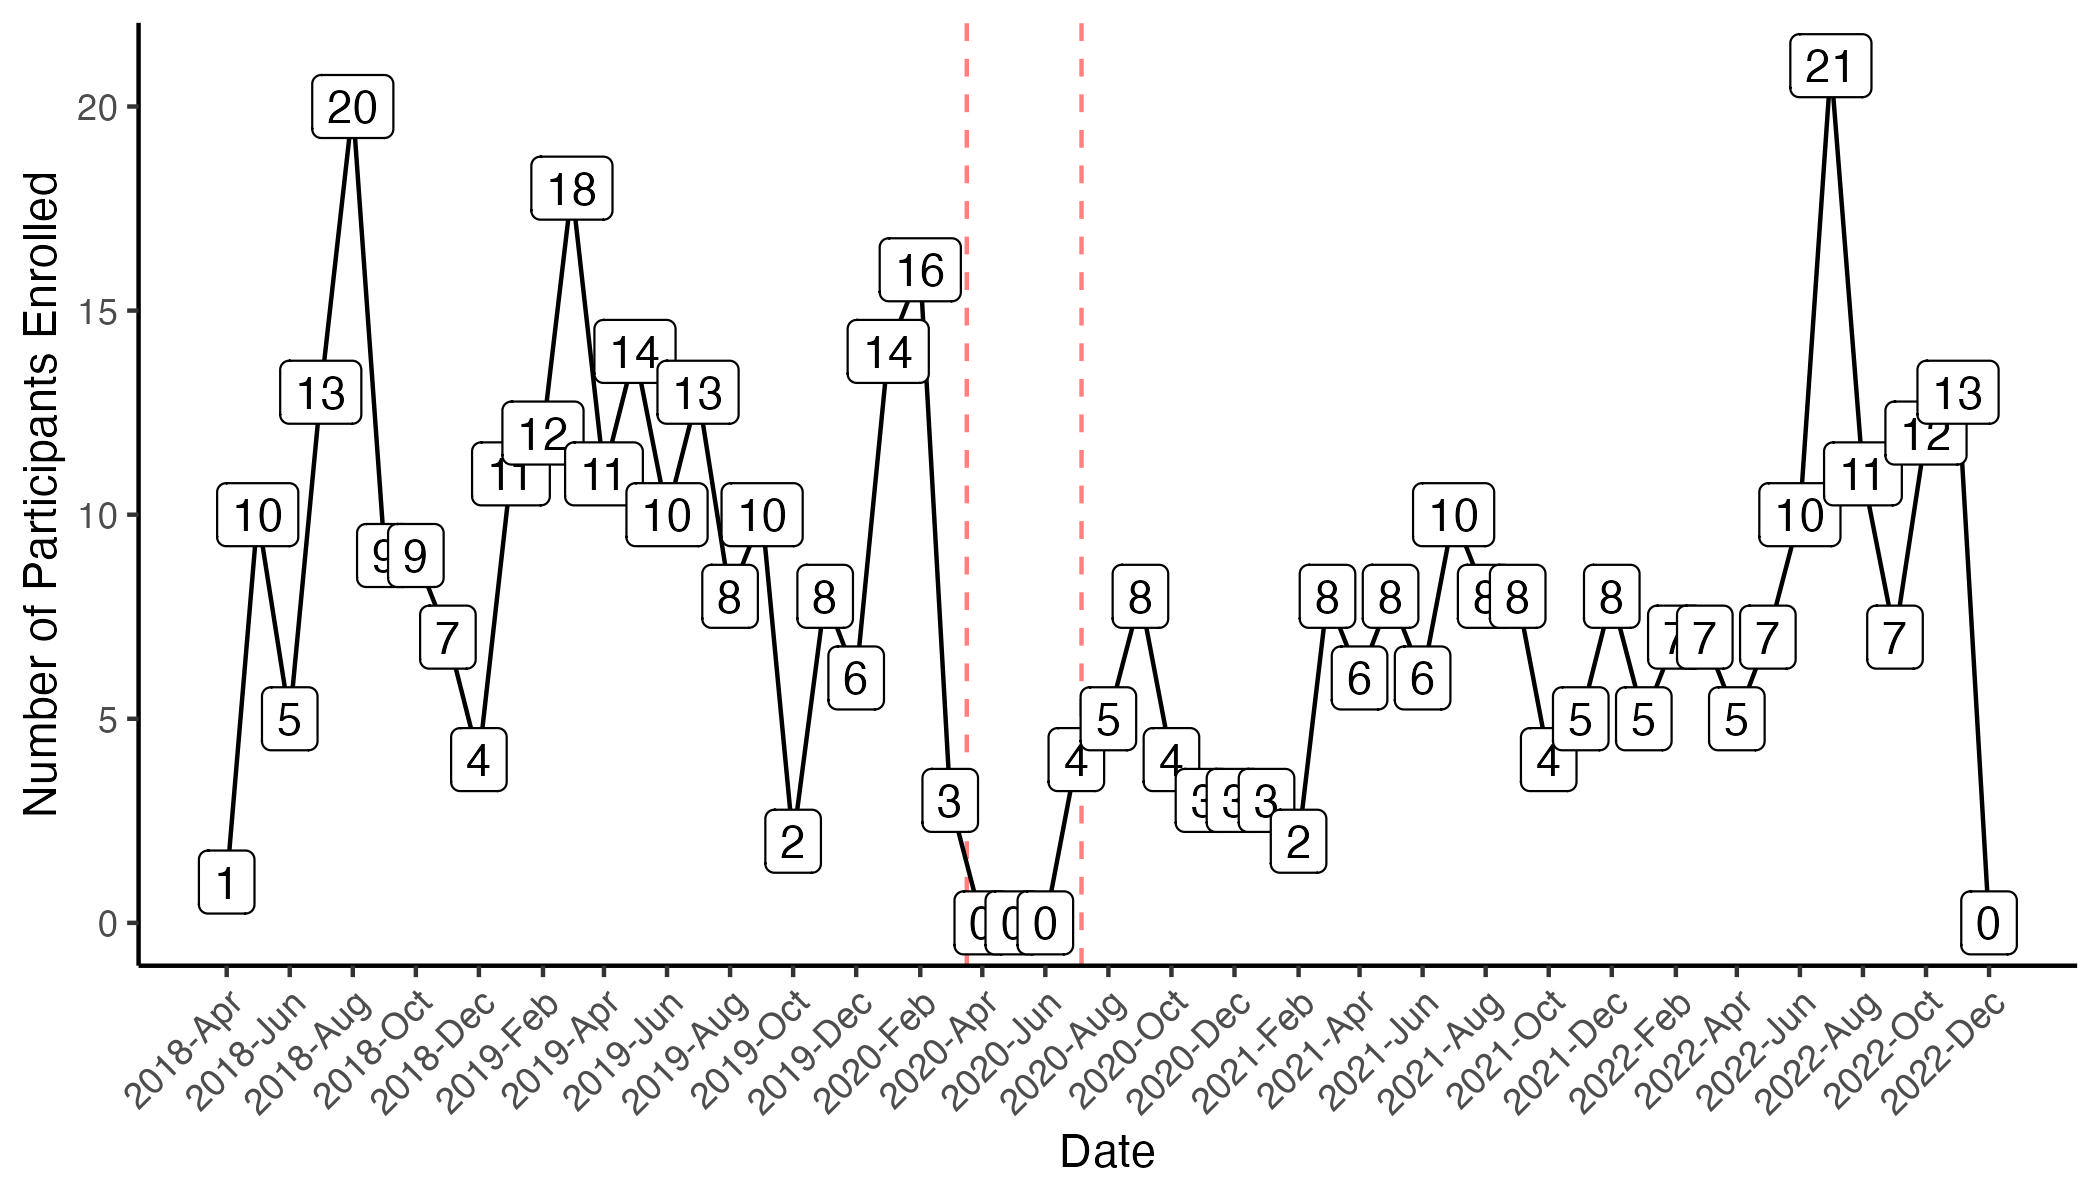 Number of Participants Enrolled
20
15
10
5
0
1
10
5
13
20
9
9
7
4
11
12
18
11
14
10
13
8
10
2
8
6
14
16
3
0
0
0
4
5
8
4
3
3
3
2
8
6
8
6
10
8
8
4
5
8
5
7
7
5
7
10
21
11
7
12
13
0
2018-Apr
2018-Jun
2018-Aug
2018-Oct
2018-Dec
2019-Feb
2019-Apr
2019-Jun
2019-Aug
2019-Oct
2019-Dec
2020-Feb
2020-Apr
2020-Jun
2020-Aug
2020-Oct
2020-Dec
2021-Feb
2021-Apr
2021-Jun
2021-Aug
2021-Oct
2021-Dec
2022-Feb
2022-Apr
2022-Jun
2022-Aug
2022-Oct
2022-Dec
Date